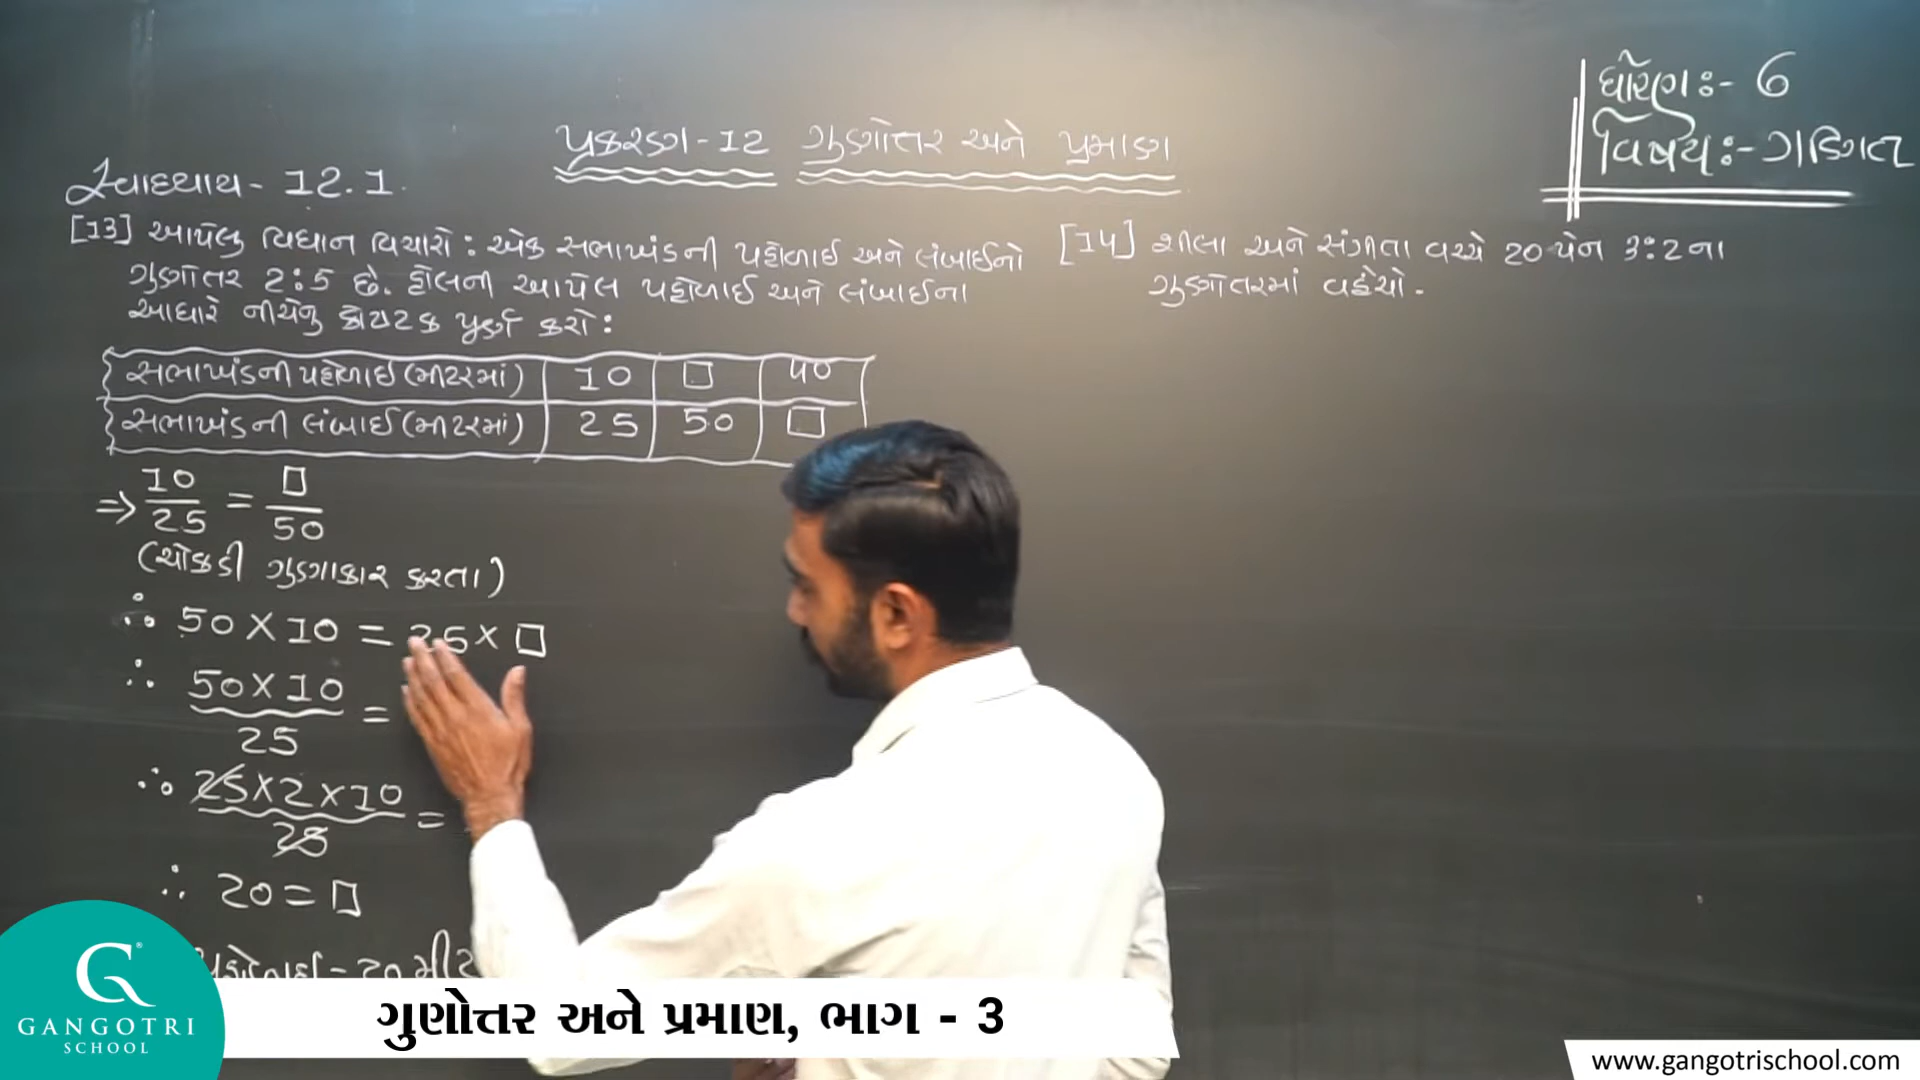 ધોરણ :- 6
વિષય :- ગણિત
પ્રકરણ - 12 ગુણોત્તર અને પ્રમાણ
સ્વાધ્યાય - 12.1
[13] આપેલુ વિધાન વિચારો : એક સભાખંડની પહોળાઈ અને લંબાઈનો
ગુણોતર 2:5 છે. હોલની આપેલ પહોળાઈ અને લંબાઈના
આધારે નીચેનુ કોષ્ટક પૂર્ણ કરો :
સભાખંડની પહોળાઈ (મીટરમાં) 10 □ 40
સભાખંડની લંબાઈ (મીટરમાં) 25 50 □
⇒ 10/25 = □/50
(ચોકડી ગુણાકાર કરતા)
∴ 50 × 10 = 25 × □
∴ 50 × 10 / 25 =
∴ 25 × 2 × 10 / 25 =
∴ 20 = □
પહોળાઈ - 20 મીટ
[14] શીલા અને સંગીતા વચ્ચે 20 પેન 3:2 ના
ગુણોતરમાં વહેચો.
GANGOTRI
SCHOOL
ગુણોત્તર અને પ્રમાણ, ભાગ - 3
www.gangotrischool.com